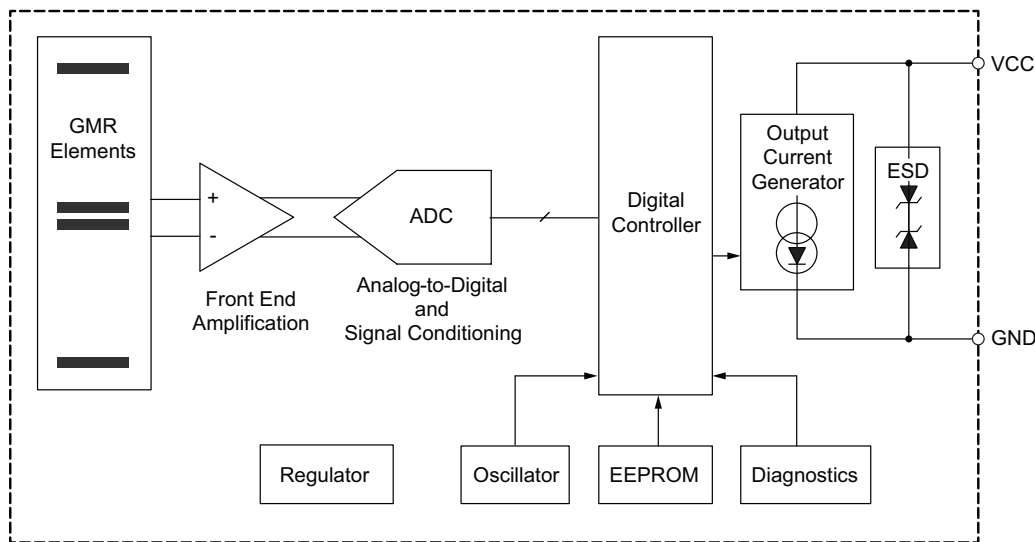 GMR
Elements
+
-
Front End
Amplification
ADC
Analog-to-Digital
and
Signal Conditioning
Digital
Controller
Output
Current
Generator
ESD
VCC
GND
Regulator
Oscillator
EEPROM
Diagnostics